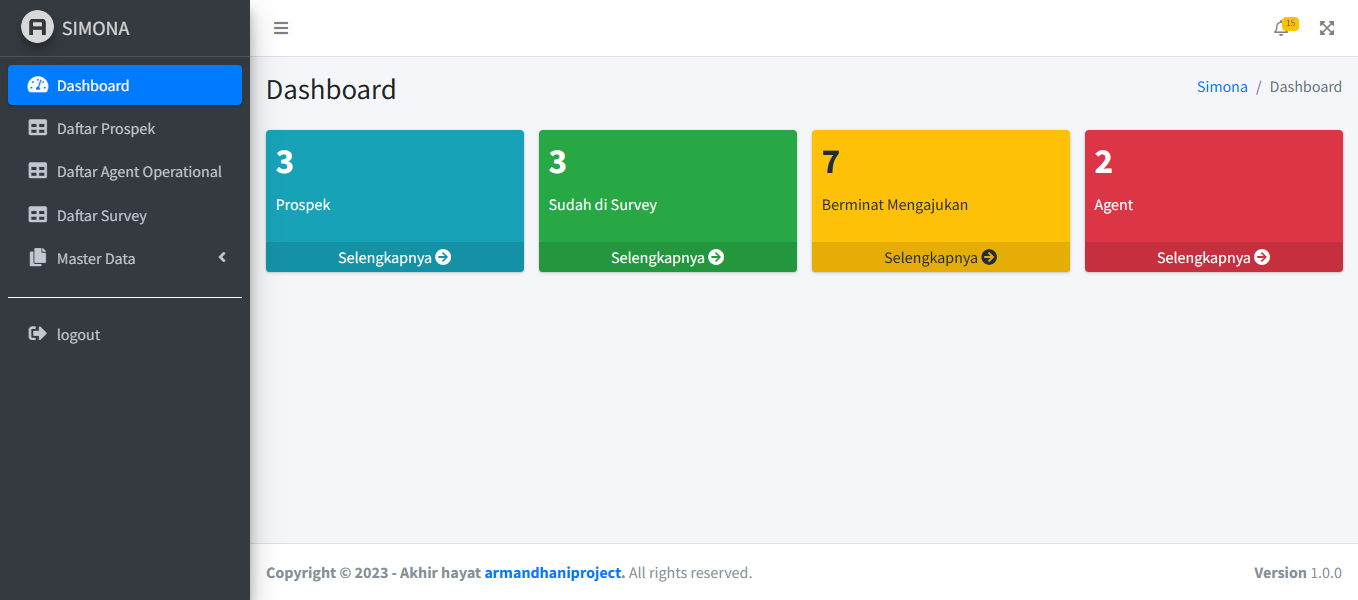 SIMONA
15
Dashboard
Daftar Prospek
Daftar Agent Operational
Daftar Survey
Master Data
logout
Dashboard
Simona / Dashboard
3
Prospek
Selengkapnya
3
Sudah di Survey
Selengkapnya
7
Berminat Mengajukan
Selengkapnya
2
Agent
Selengkapnya
Copyright © 2023 - Akhir hayat armandhaniproject. All rights reserved.
Version 1.0.0